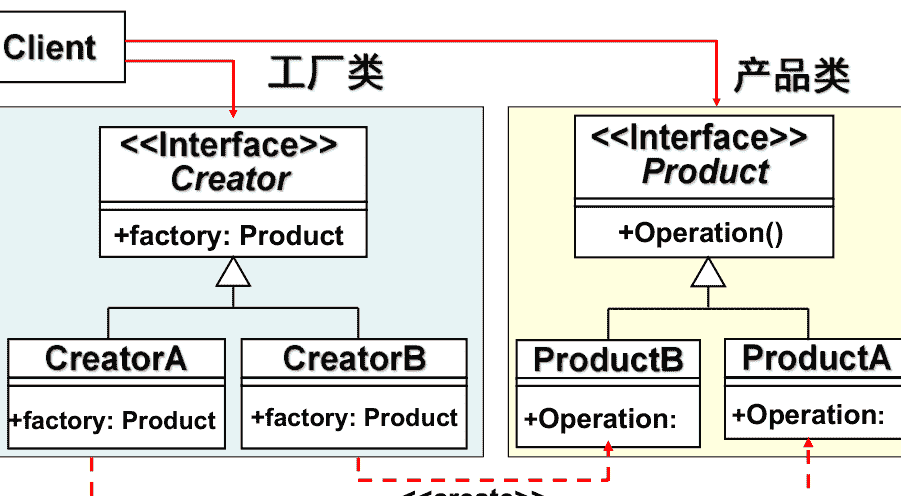 Client
工厂类
产品类
<<Interface>>
Creator
+factory: Product
<<Interface>>
Product
+Operation()
CreatorA
+factory: Product
CreatorB
+factory: Product
ProductB
+Operation:
ProductA
+Operation:
<<create>>